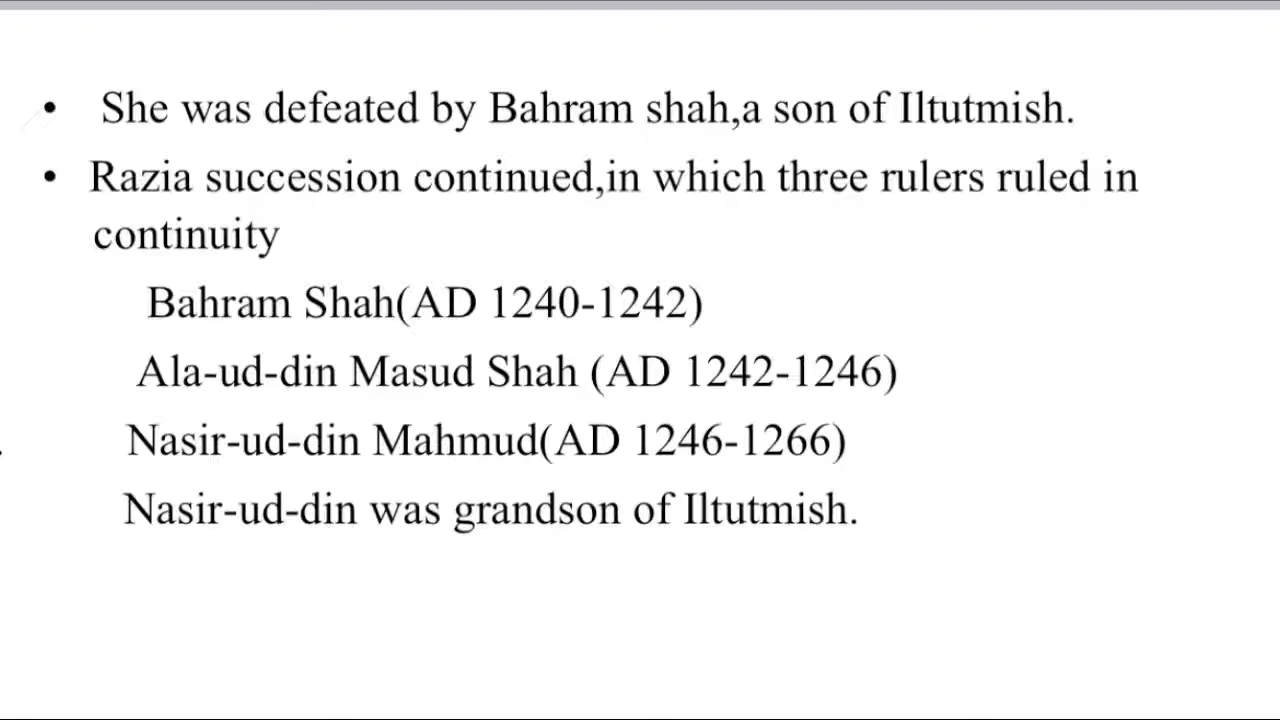 • She was defeated by Bahram shah,a son of Iltutmish.
• Razia succession continued,in which three rulers ruled in
continuity
Bahram Shah(AD 1240-1242)
Ala-ud-din Masud Shah (AD 1242-1246)
Nasir-ud-din Mahmud(AD 1246-1266)
Nasir-ud-din was grandson of Iltutmish.